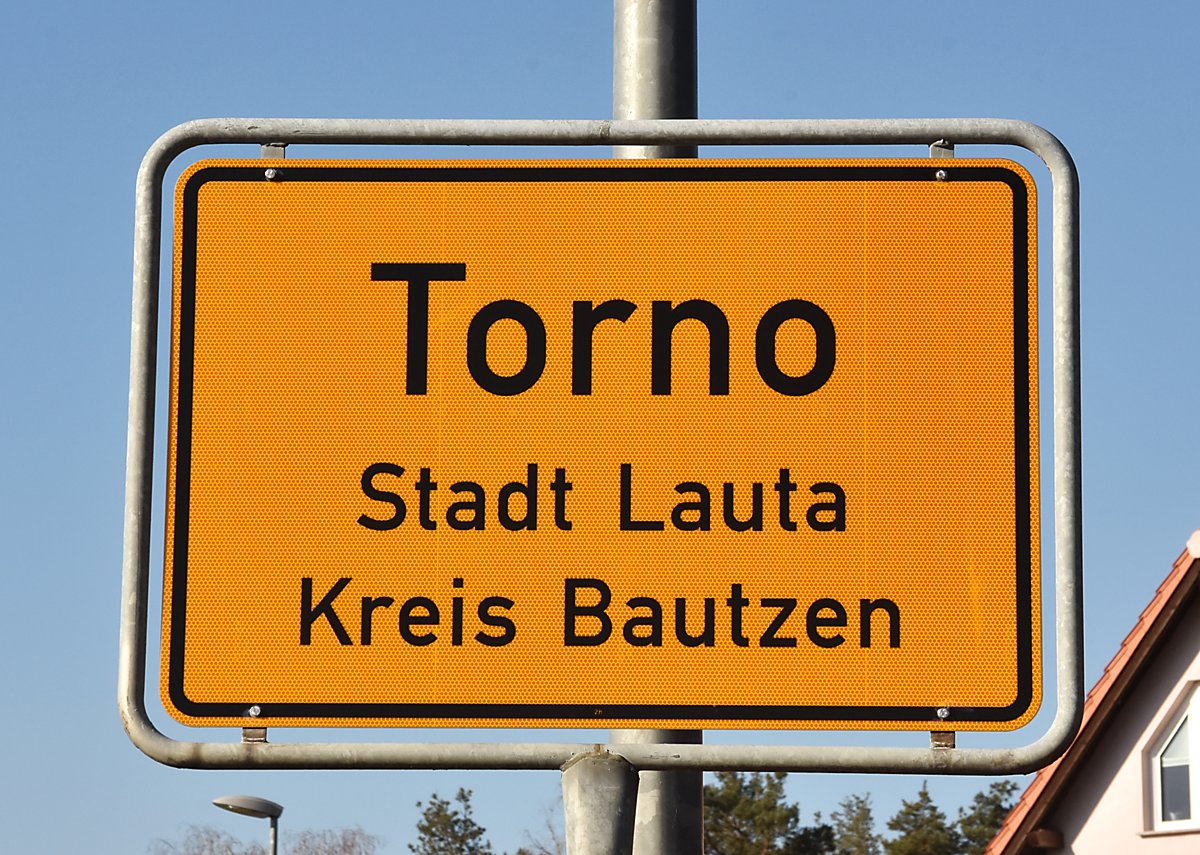 Torno
Stadt Lauta
Kreis Bautzen